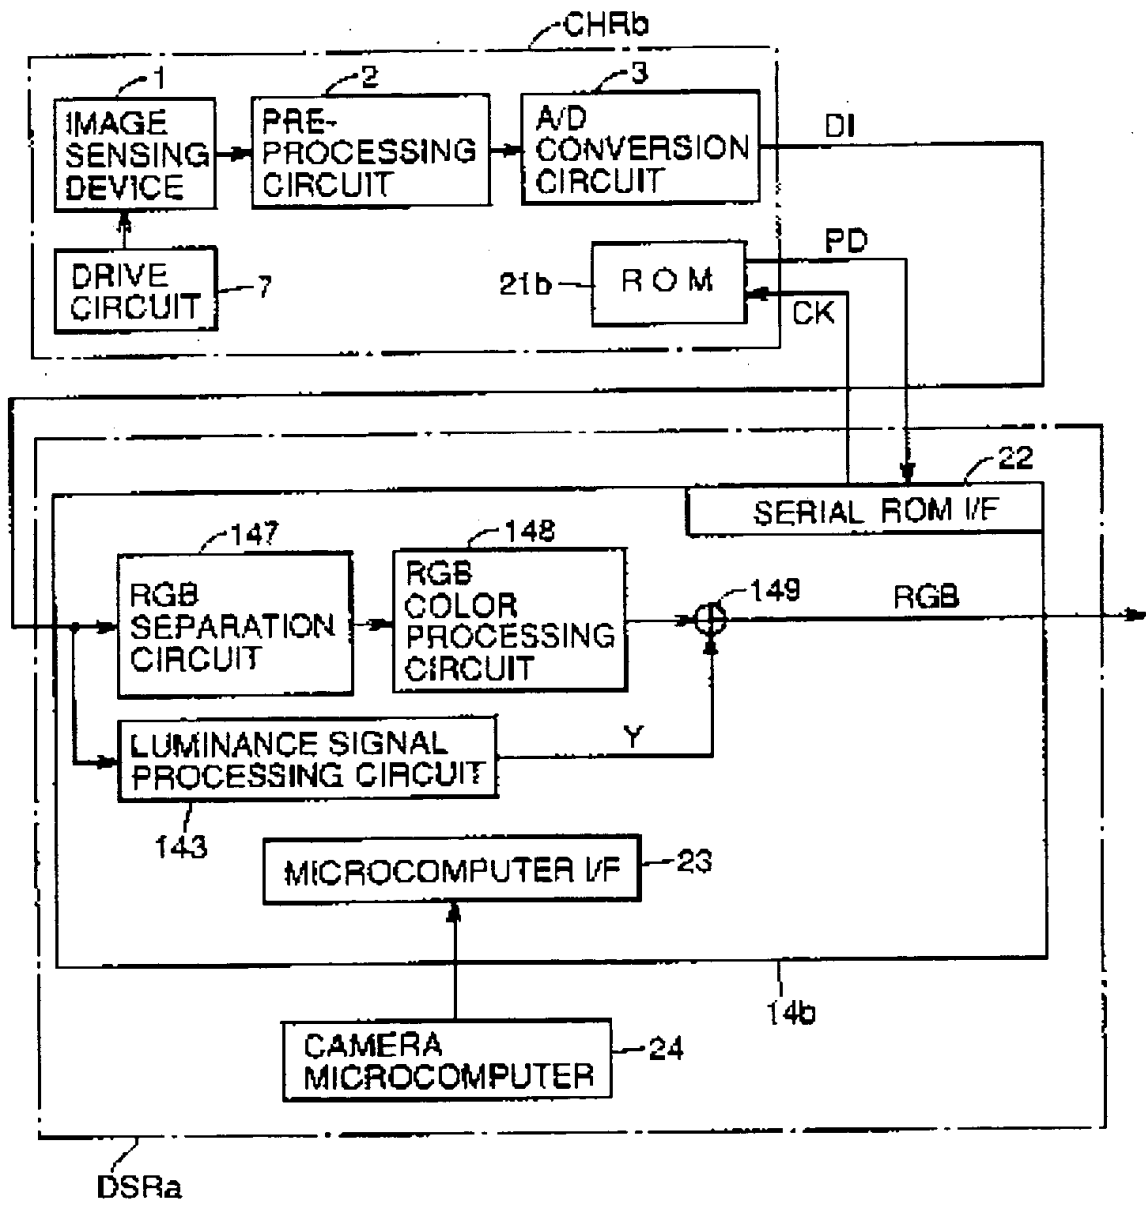 CHRb
1
2
3
IMAGE
SENSING
DEVICE
PRE-
PROCESSING
CIRCUIT
A/D
CONVERSION
CIRCUIT
DI
DRIVE
CIRCUIT
7
21b
ROM
PD
CK
22
SERIAL ROM I/F
147
148
RGB
SEPARATION
CIRCUIT
RGB
COLOR
PROCESSING
CIRCUIT
149
RGB
LUMINANCE SIGNAL
PROCESSING CIRCUIT
Y
143
MICROCOMPUTER I/F
23
14b
CAMERA
MICROCOMPUTER
24
DSRa